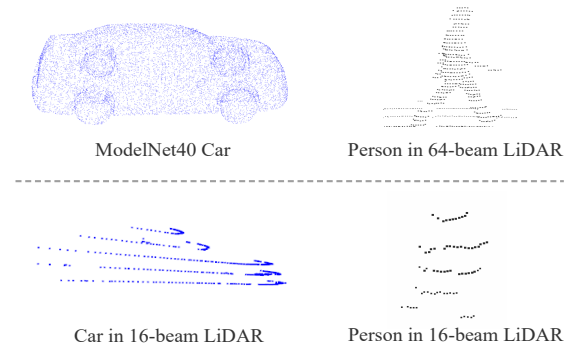 ModelNet40 Car
Person in 64-beam LiDAR
Car in 16-beam LiDAR
Person in 16-beam LiDAR